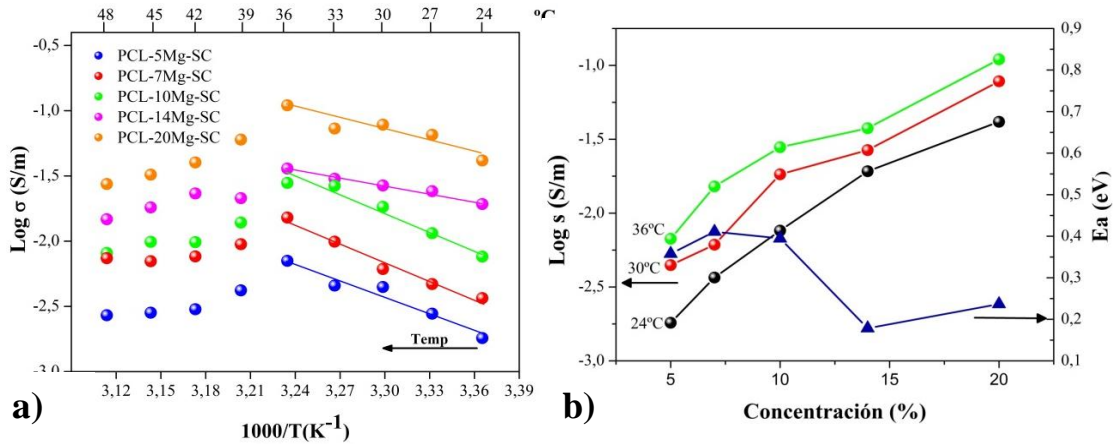 48 45 42 39 36 33 30 27 24 ºC
-0,5
-1,0
-1,5
-2,0
-2,5
-3,0
Log σ (S/m)
PCL-5Mg-SC
PCL-7Mg-SC
PCL-10Mg-SC
PCL-14Mg-SC
PCL-20Mg-SC
Temp
3,12 3,15 3,18 3,21 3,24 3,27 3,30 3,33 3,36 3,39
1000/T(K-1)
a)
-1,0
-1,5
-2,0
-2,5
-3,0
Log s (S/m)
36ºC
30ºC
24ºC
0,9
0,8
0,7
0,6
0,5
0,4
0,3
0,2
0,1
Ea (eV)
5 10 15 20
Concentración (%)
b)